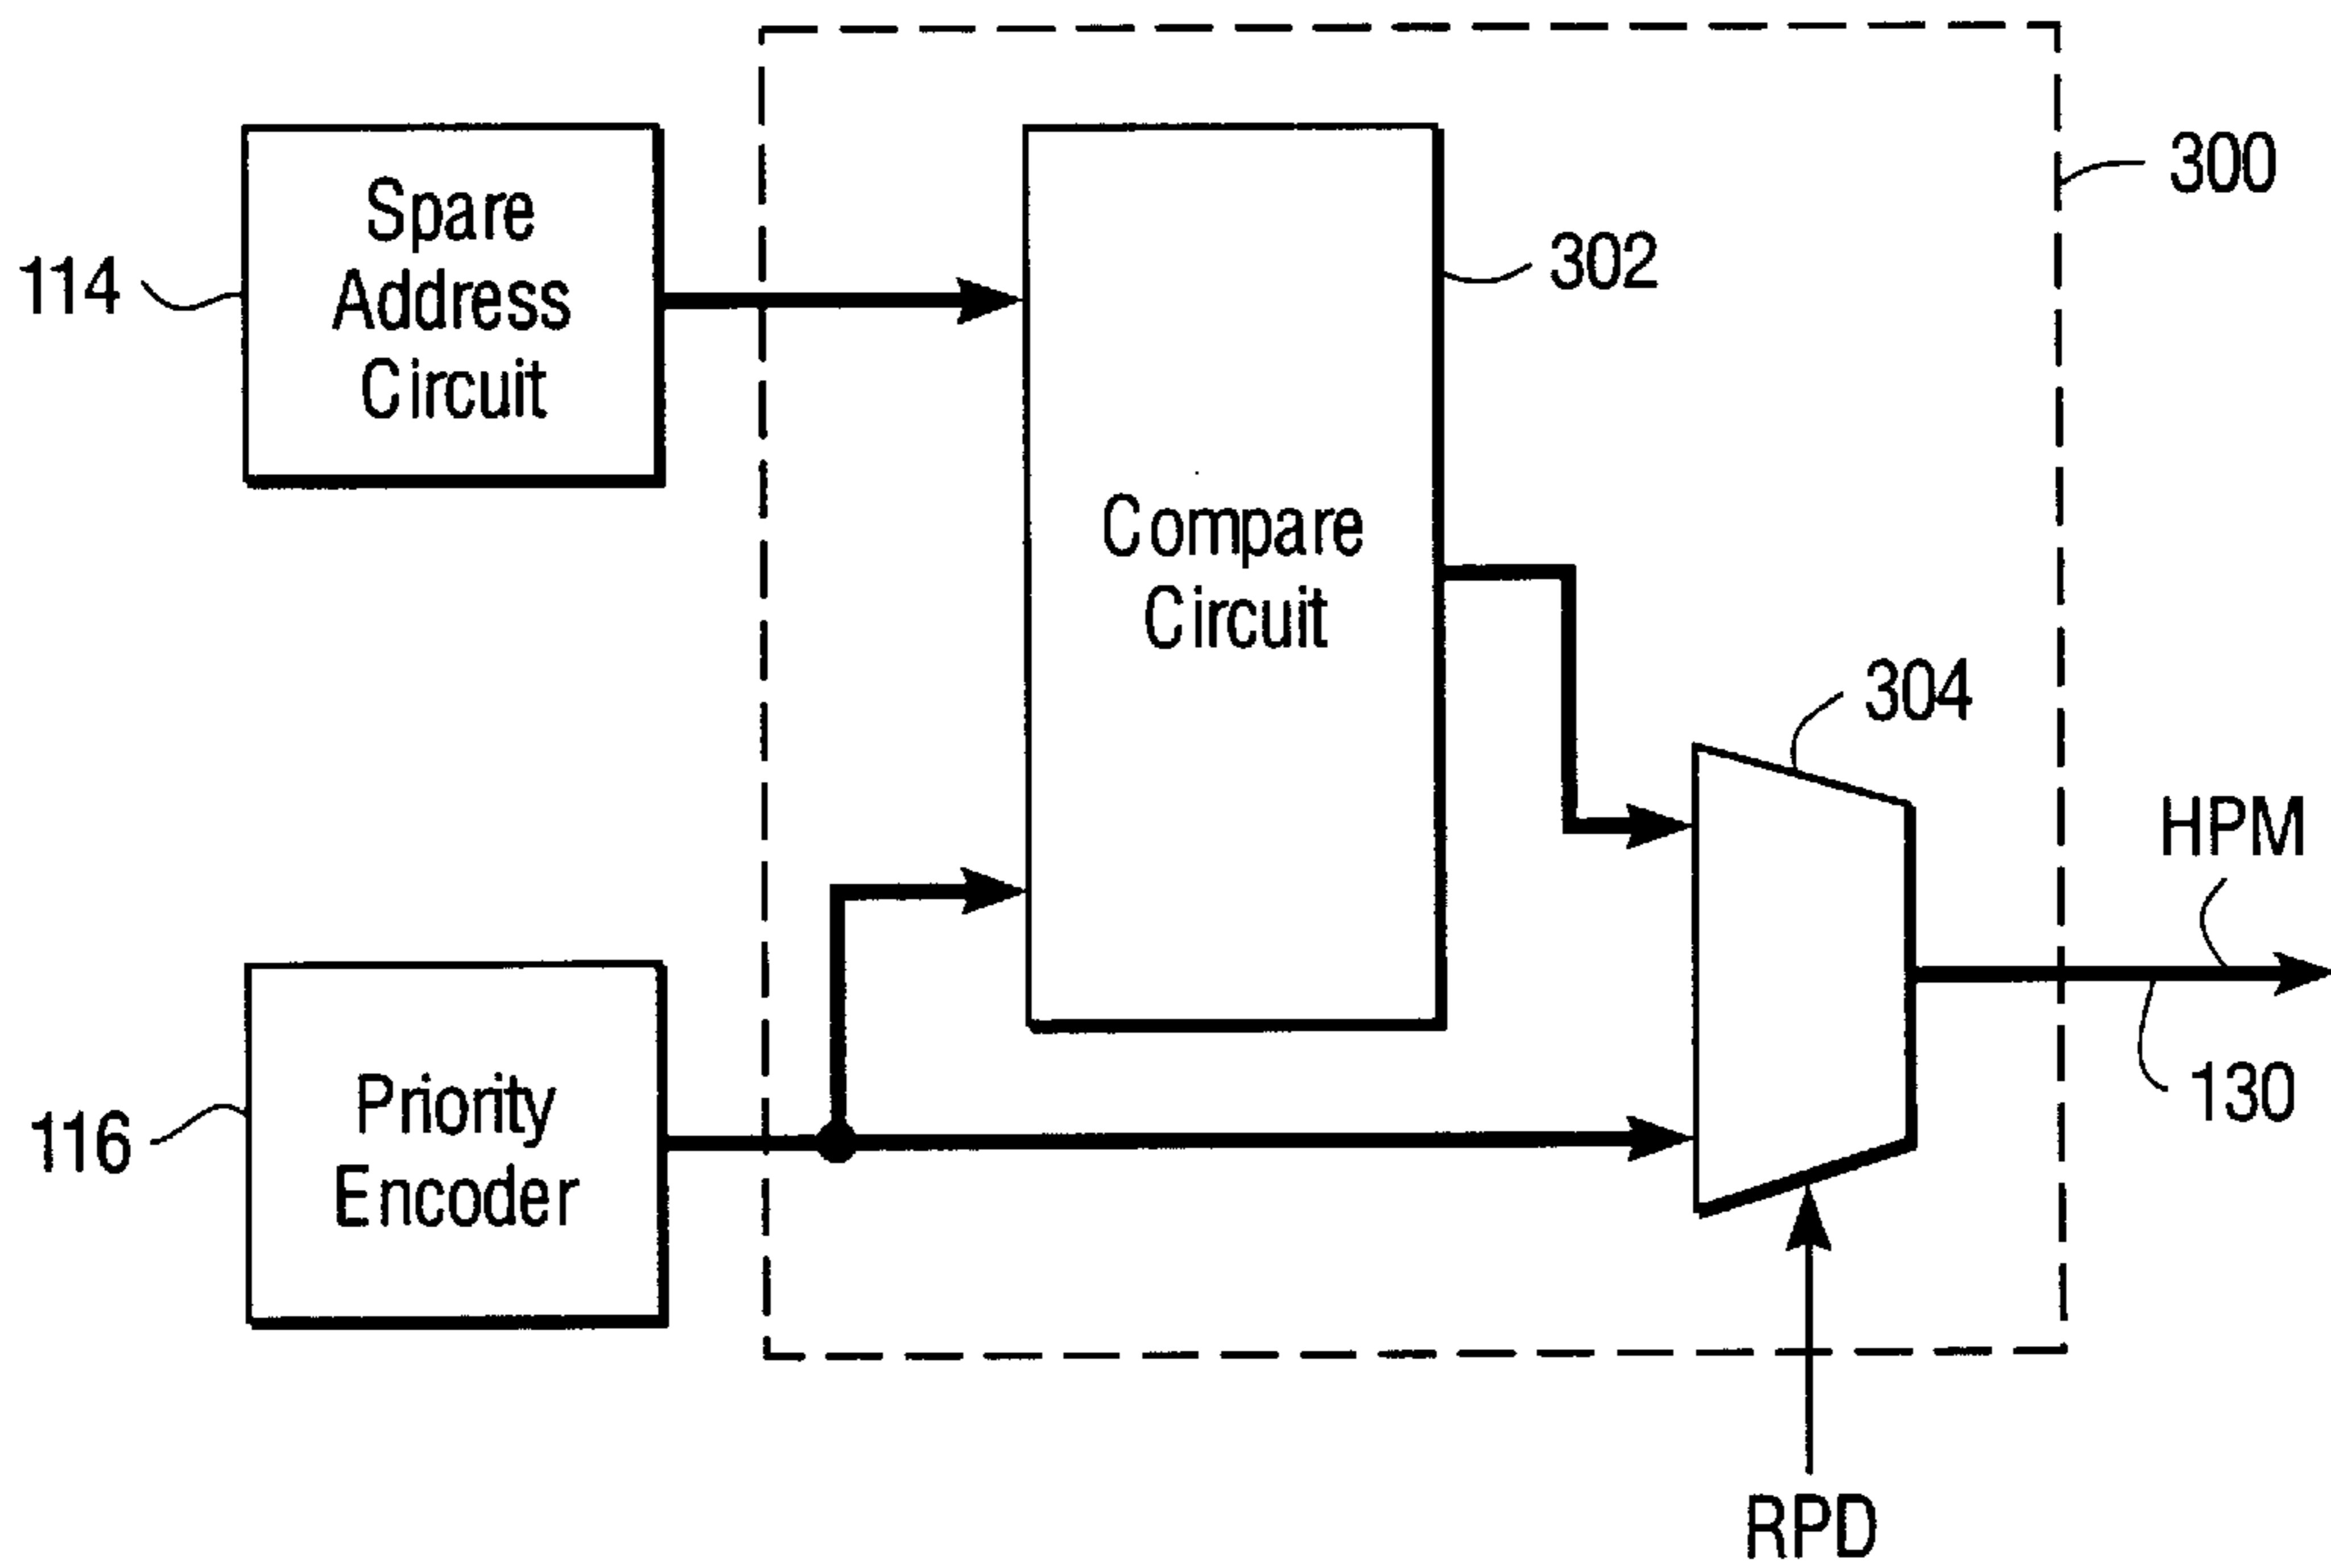 300
302
114
Spare
Address
Circuit
Compare
Circuit
304
HPM
130
116
Priority
Encoder
RPD